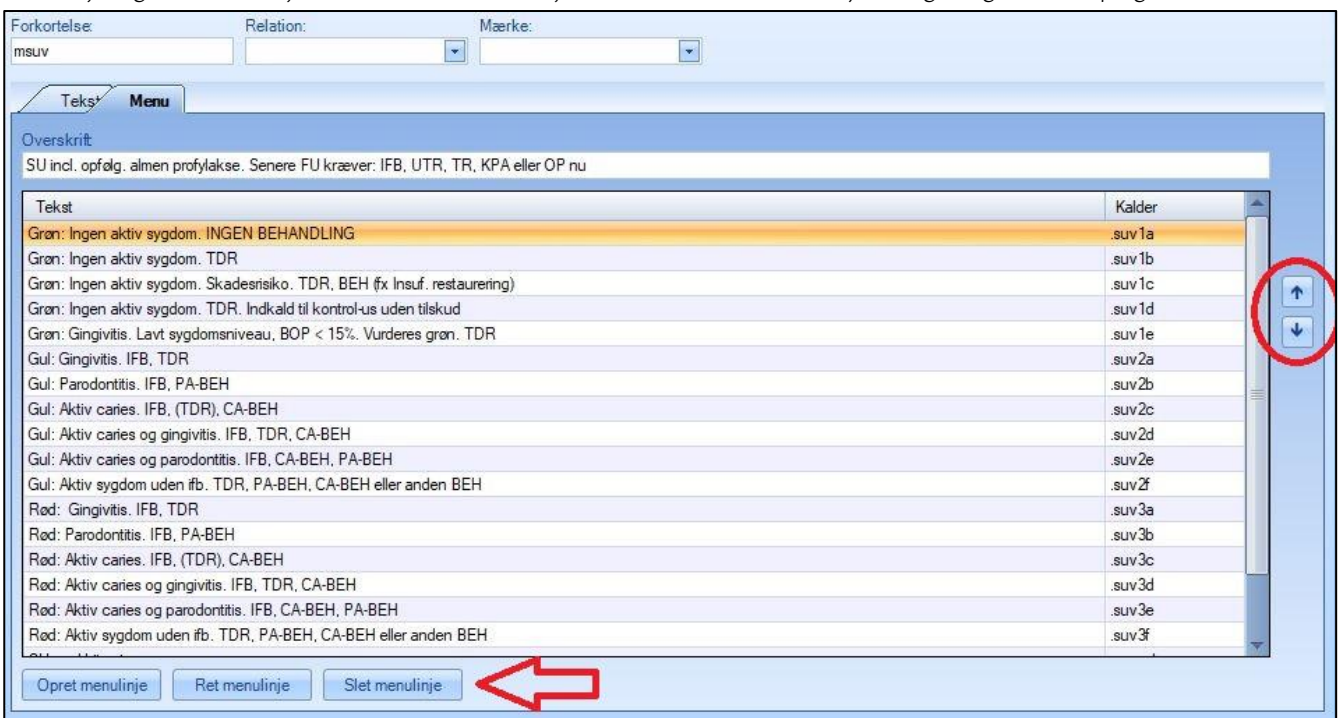 Forkortelse: Relation: Mærke:
msuv
Tekst Menu
Overskrift:
SU incl. opfølg. almen profylakse. Senere FU kræver: IFB, UTR, TR, KPA eller OP nu
Tekst Kalder
Grøn: Ingen aktiv sygdom. INGEN BEHANDLING .suv1a
Grøn: Ingen aktiv sygdom. TDR .suv1b
Grøn: Ingen aktiv sygdom. Skadesrisiko. TDR, BEH (fx Insuf. restaurering) .suv1c
Grøn: Ingen aktiv sygdom. TDR. Indkald til kontrol-us uden tilskud .suv1d
Grøn: Gingivitis. Lavt sygdomsniveau, BOP < 15%. Vurderes grøn. TDR .suv1e
Gul: Gingivitis. IFB, TDR .suv2a
Gul: Parodontitis. IFB, PA-BEH .suv2b
Gul: Aktiv caries. IFB, (TDR), CA-BEH .suv2c
Gul: Aktiv caries og gingivitis. IFB, TDR, CA-BEH .suv2d
Gul: Aktiv caries og parodontitis. IFB, CA-BEH, PA-BEH .suv2e
Gul: Aktiv sygdom uden ifb. TDR, PA-BEH, CA-BEH eller anden BEH .suv2f
Rød: Gingivitis. IFB, TDR .suv3a
Rød: Parodontitis. IFB, PA-BEH .suv3b
Rød: Aktiv caries. IFB, (TDR), CA-BEH .suv3c
Rød: Aktiv caries og gingivitis. IFB, TDR, CA-BEH .suv3d
Rød: Aktiv caries og parodontitis. IFB, CA-BEH, PA-BEH .suv3e
Rød: Aktiv sygdom uden ifb. TDR, PA-BEH, CA-BEH eller anden BEH .suv3f
Opret menulinje Ret menulinje Slet menulinje